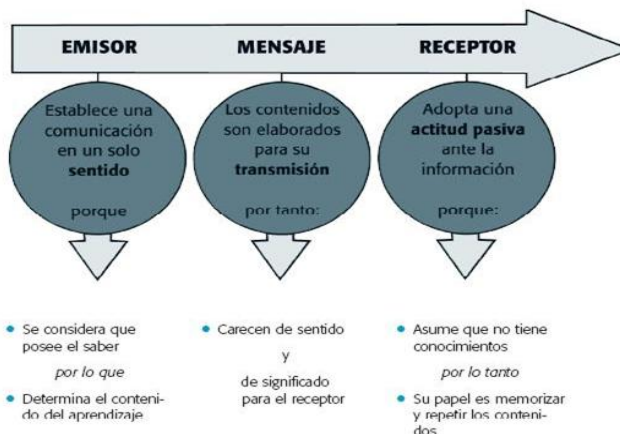 EMISOR
MENSAJE
RECEPTOR
Establece una
comunicación
en un solo
sentido
porque
Los contenidos
son elaborados
para su
transmisión
por tanto:
Adopta una
actitud pasiva
ante la
información
porque:
• Se considera que
posee el saber
por lo que
• Determina el conteni-
do del aprendizaje
• Carecen de sentido
y
de significado
para el receptor
• Asume que no tiene
conocimientos
por lo tanto
• Su papel es memorizar
y repetir los conteni-
dos